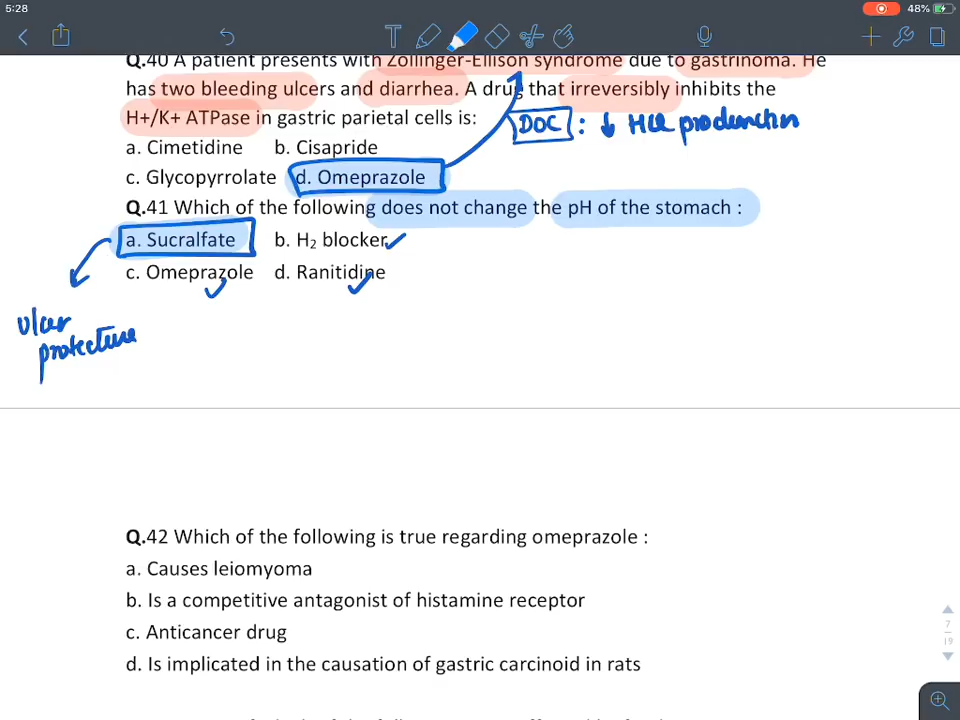 5:28
48%
T
Q.40 A patient presents with Zollinger-Ellison syndrome due to gastrinoma. He
has two bleeding ulcers and diarrhea. A drug that irreversibly inhibits the
H+/K+ ATPase in gastric parietal cells is:
DOC : ↓ HCl production
a. Cimetidine b. Cisapride
c. Glycopyrrolate d. Omeprazole
Q.41 Which of the following does not change the pH of the stomach :
a. Sucralfate b. H₂ blocker
c. Omeprazole d. Ranitidine
ulcer
protective
Q.42 Which of the following is true regarding omeprazole :
a. Causes leiomyoma
b. Is a competitive antagonist of histamine receptor
c. Anticancer drug
d. Is implicated in the causation of gastric carcinoid in rats
7
19